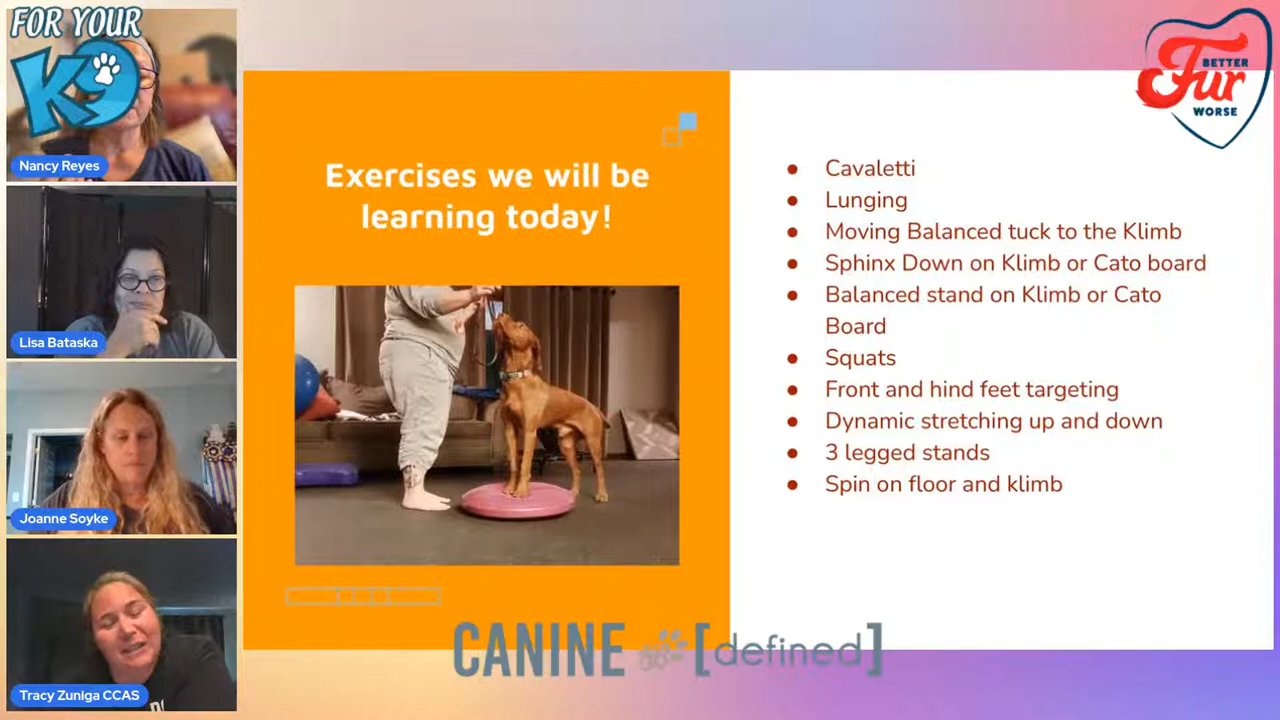 FOR YOUR
K9
Nancy Reyes
Lisa Bataska
Joanne Soyke
Tracy Zuniga CCAS
Exercises we will be
learning today!
• Cavaletti
• Lunging
• Moving Balanced tuck to the Klimb
• Sphinx Down on Klimb or Cato board
• Balanced stand on Klimb or Cato
Board
• Squats
• Front and hind feet targeting
• Dynamic stretching up and down
• 3 legged stands
• Spin on floor and klimb
BETTER
Fur
WORSE
CANINE [defined]